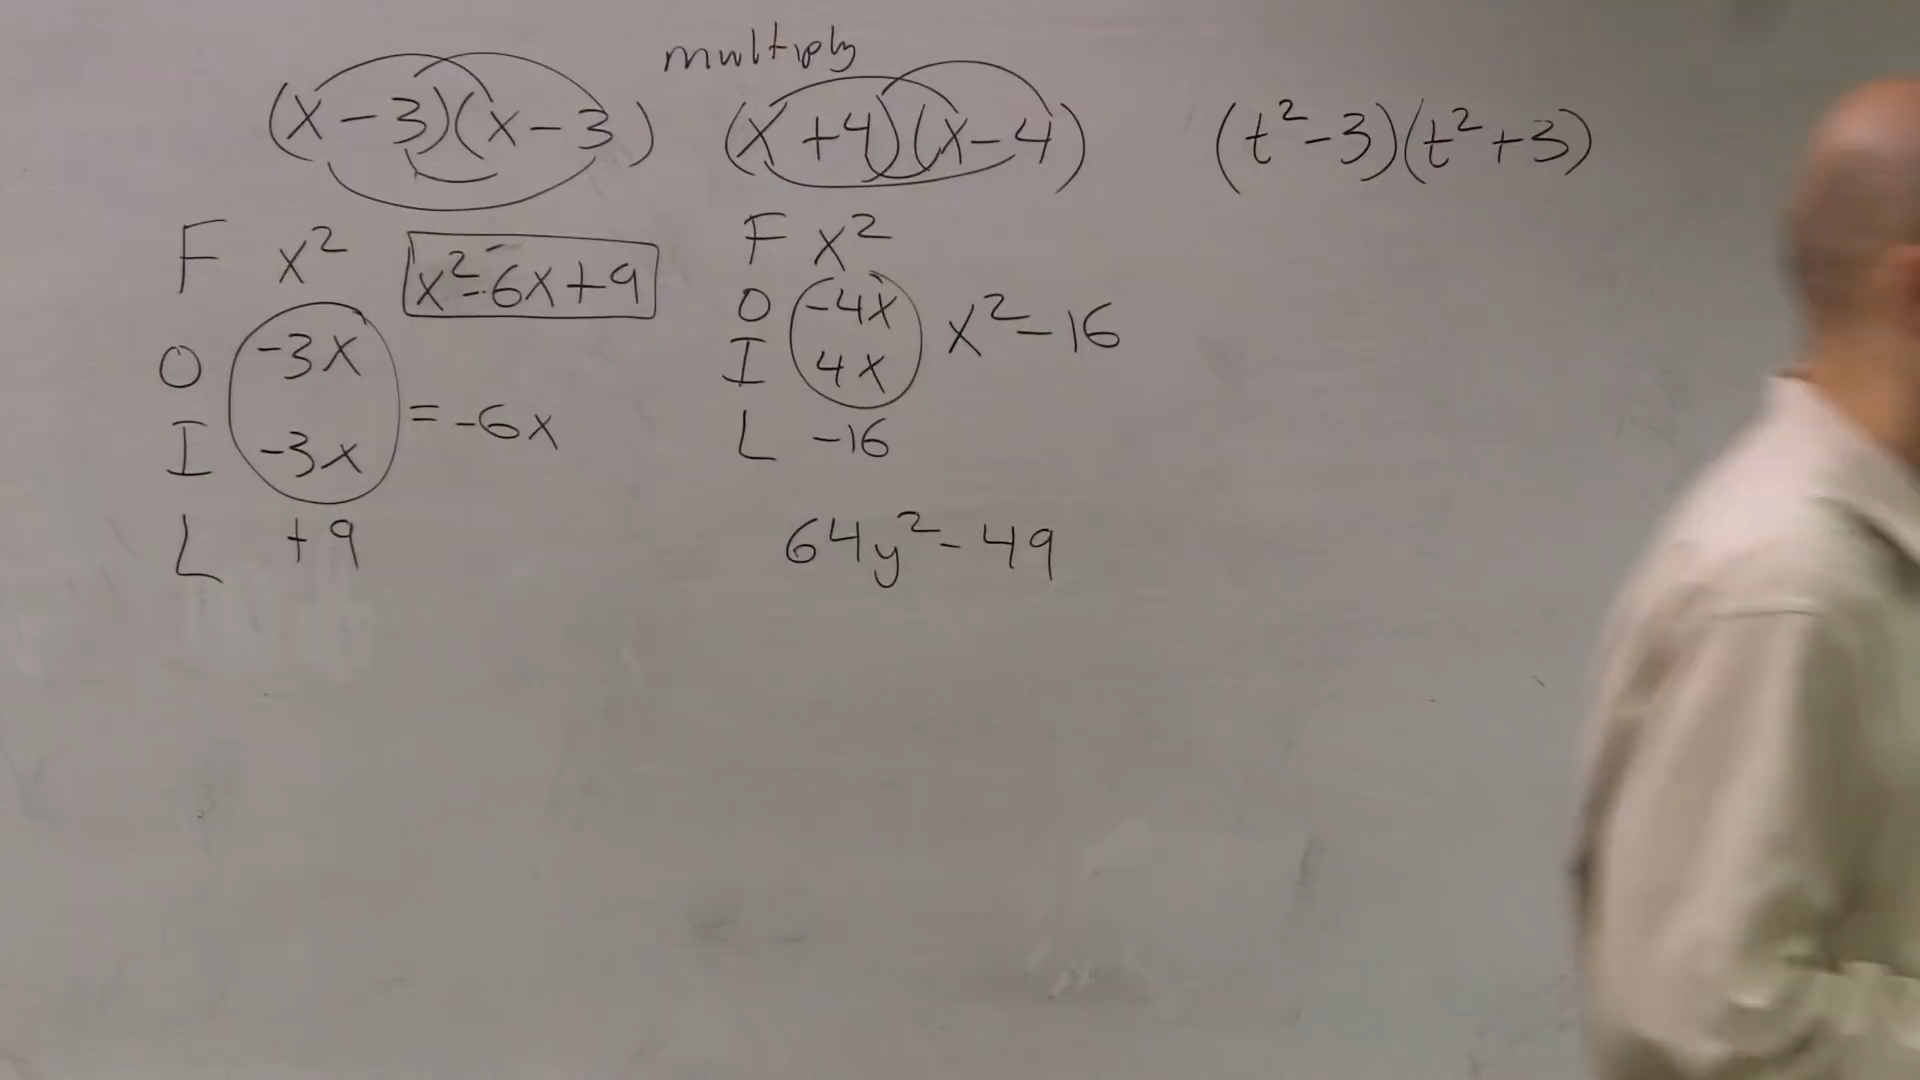 multiply
(x-3)(x-3)
F x²
O -3x
I -3x
= -6x
L +9
x²-6x+9
(x+4)(x-4)
F x²
O -4x
I 4x
L -16
x²-16
64y²-49
(t²-3)(t²+3)